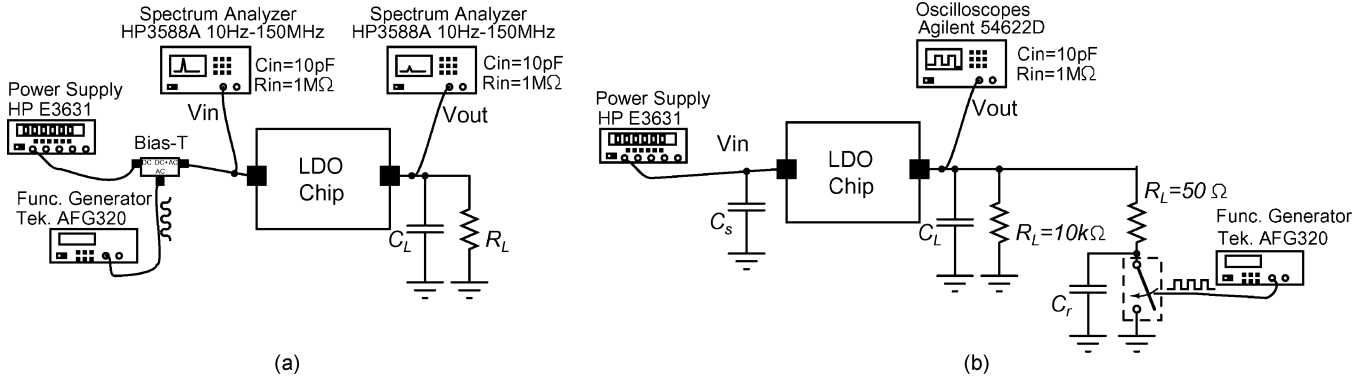 Spectrum Analyzer
HP3588A 10Hz-150MHz
Cin=10pF
Rin=1MΩ
Spectrum Analyzer
HP3588A 10Hz-150MHz
Cin=10pF
Rin=1MΩ
Power Supply
HP E3631
Vin
Vout
Bias-T
DC DC+AC
AC
LDO
Chip
Func. Generator
Tek. AFG320
CL
RL
(a)
Oscilloscopes
Agilent 54622D
Cin=10pF
Rin=1MΩ
Power Supply
HP E3631
Vin
Vout
LDO
Chip
Cs
CL
RL=10kΩ
RL=50 Ω
Func. Generator
Tek. AFG320
Cr
(b)